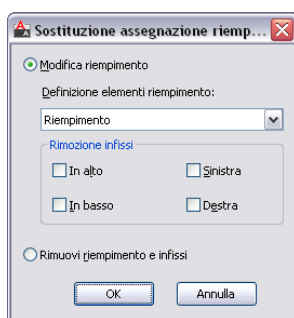 Sostituzione assegnazione riemp...
Modifica riempimento
Definizione elementi riempimento:
Riempimento
Rimozione infissi
In alto
Sinistra
In basso
Destra
Rimuovi riempimento e infissi
OK
Annulla